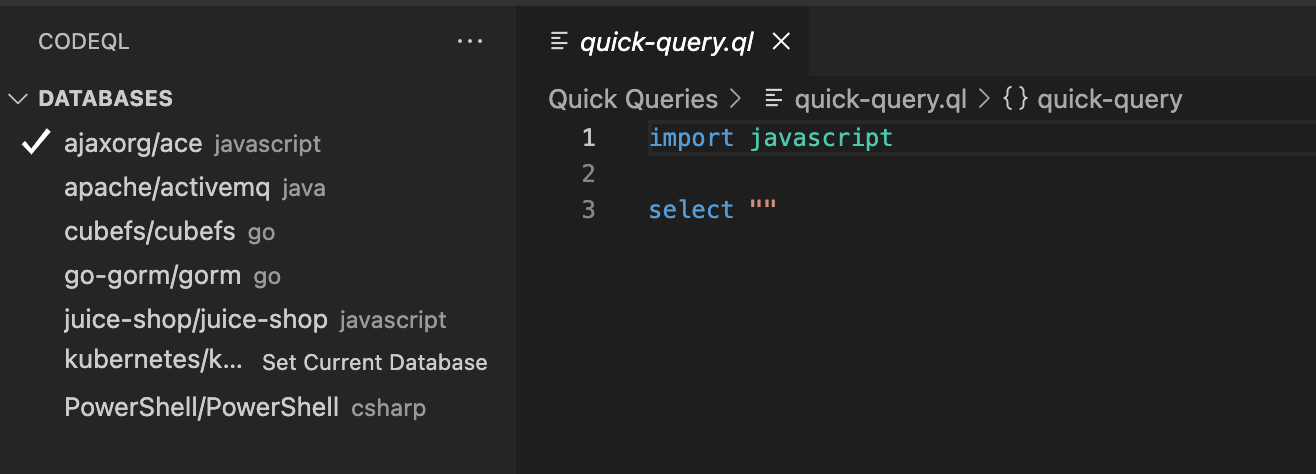 CODEQL ...
DATABASES
ajaxorg/ace javascript
apache/activemq java
cubefs/cubefs go
go-gorm/gorm go
juice-shop/juice-shop javascript
kubernetes/k... Set Current Database
PowerShell/PowerShell csharp
quick-query.ql
Quick Queries > quick-query.ql > {} quick-query
1 import javascript
2
3 select ""